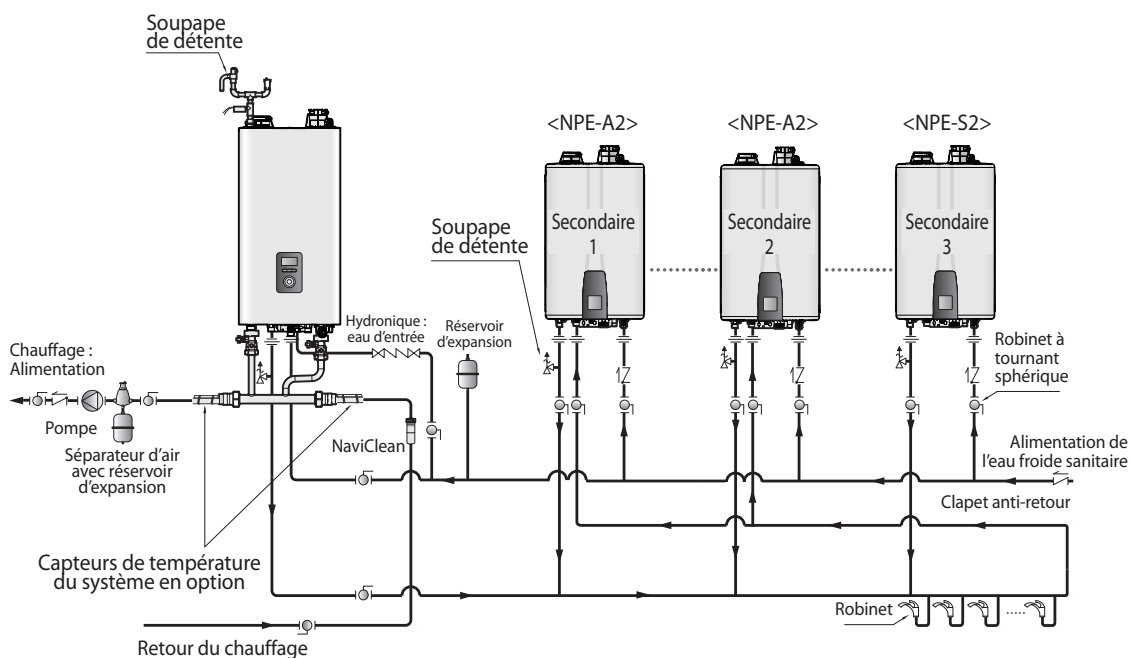 Soupape
de détente
<NPE-A2>
<NPE-A2>
<NPE-S2>
Secondaire
1
Secondaire
2
Secondaire
3
Soupape
de détente
Hydronique :
eau d'entrée
Réservoir
d'expansion
Robinet à
tournant
sphérique
Chauffage :
Alimentation
Pompe
Séparateur d'air
avec réservoir
d'expansion
NaviClean
Alimentation de
l'eau froide sanitaire
Clapet anti-retour
Capteurs de température
du système en option
Robinet
Retour du chauffage